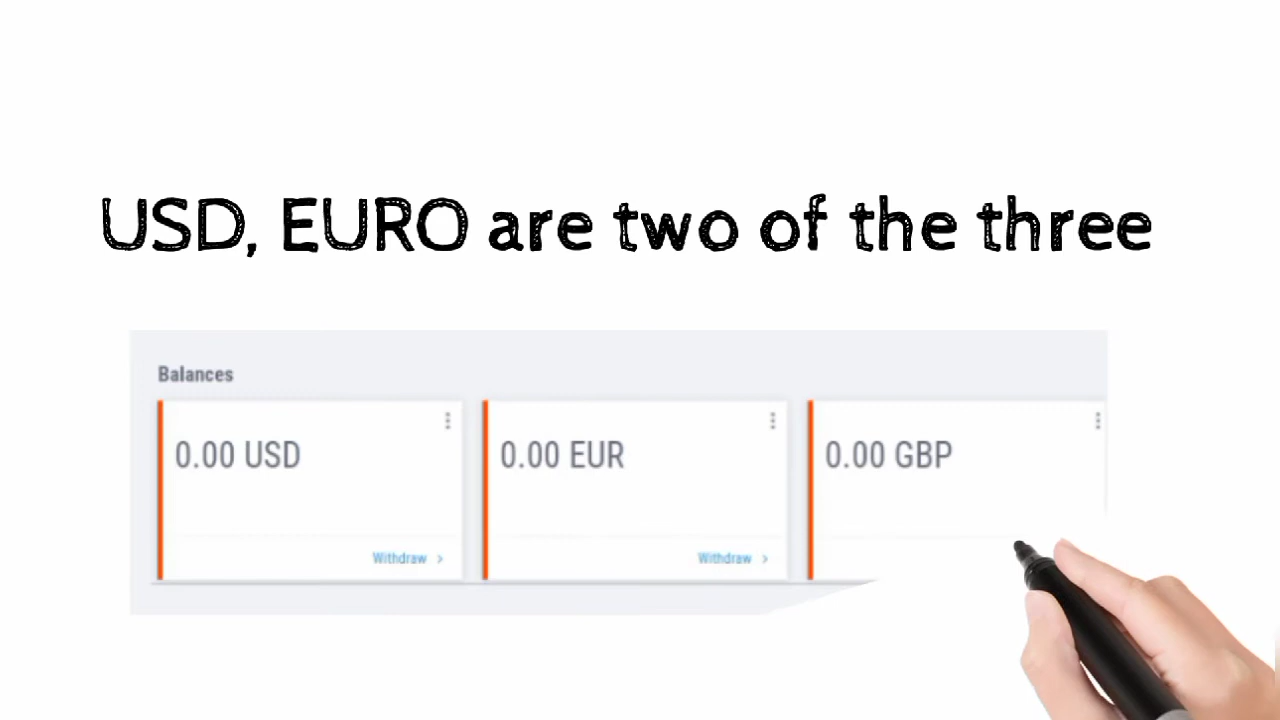 USD, EURO are two of the three
Balances
0.00 USD
0.00 EUR
0.00 GBP
Withdraw >
Withdraw >